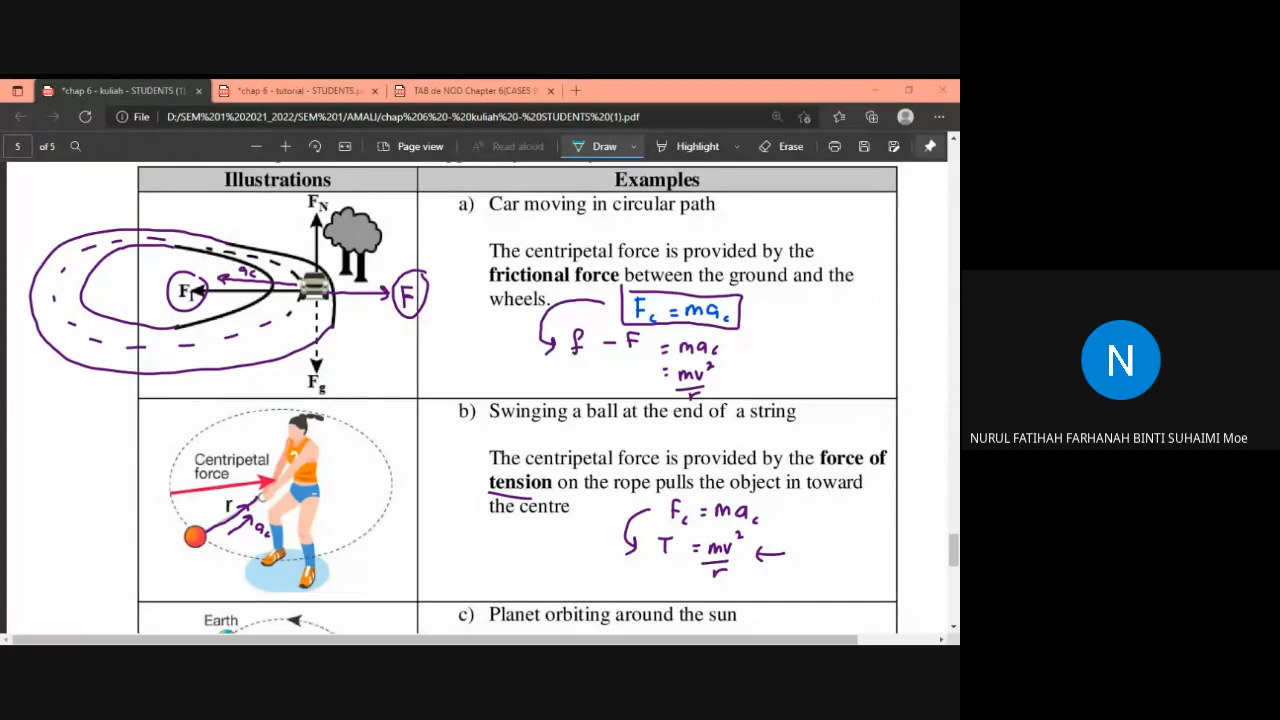 *chap 6 - kuliah - STUDENTS (1).
*chap 6 - tutorial - STUDENTS.p
TAB de NOD Chapter 6(CASES (
File
D:/SEM%201%202021_2022/SEM%201/AMALI/chap%206%20-%20kuliah%20-%20STUDENTS%20(1).pdf
5 of 5
Page view
Read aloud
Draw
Highlight
Erase
Illustrations
Examples
FN
ac
Ff
F
Fg
a) Car moving in circular path
The centripetal force is provided by the
frictional force between the ground and the
wheels.
Fc = mac
f - F = mac
= mv²
r
Centripetal
force
r
ac
b) Swinging a ball at the end of a string
The centripetal force is provided by the force of
tension on the rope pulls the object in toward
the centre
Fc = mac
T = mv²
r
Earth
c) Planet orbiting around the sun
N
NURUL FATIHAH FARHANAH BINTI SUHAIMI Moe